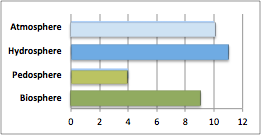 Atmosphere
Hydrosphere
Pedosphere
Biosphere
0 2 4 6 8 10 12